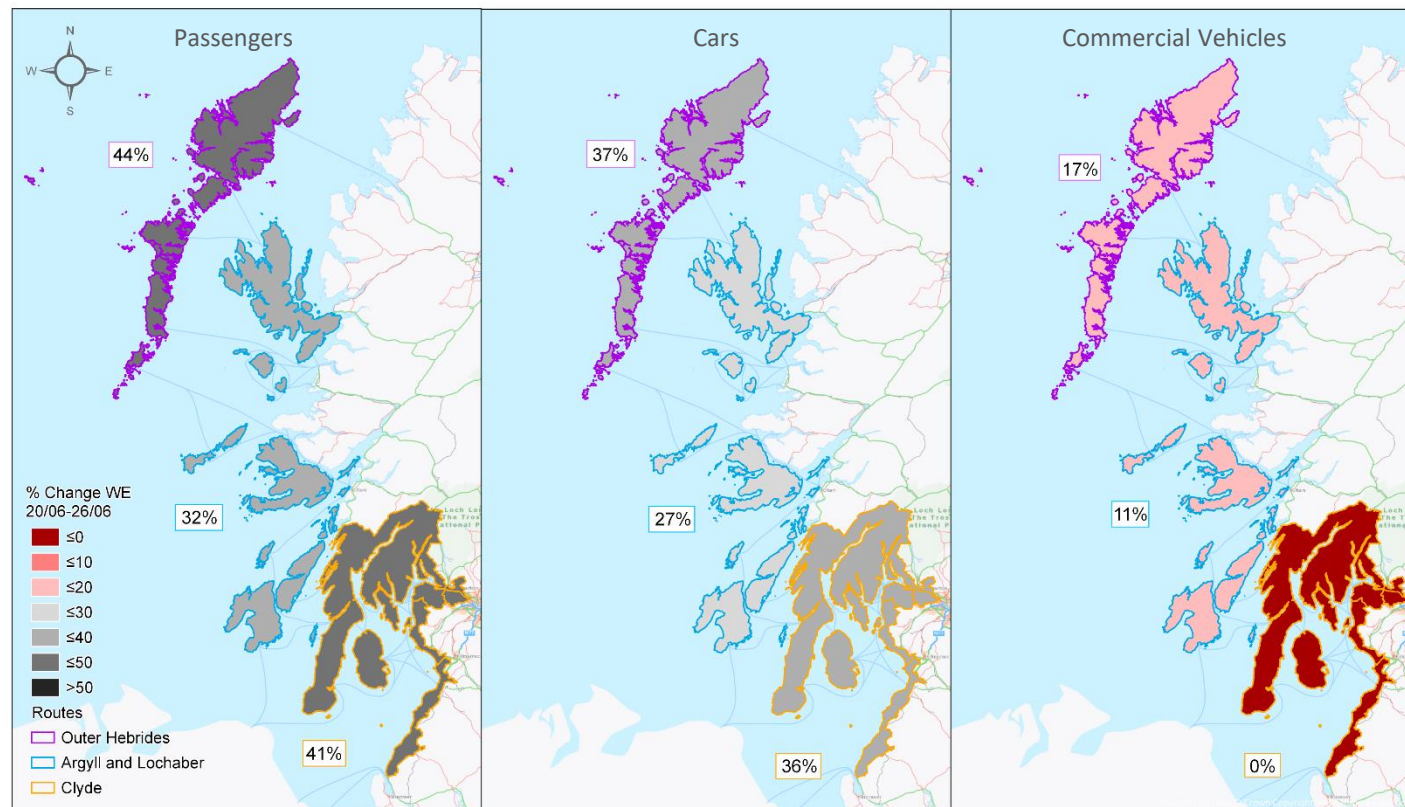 Passengers
Cars
Commercial Vehicles
N
W
E
S
44%
37%
17%
32%
27%
11%
41%
36%
0%
% Change WE
20/06-26/06
≤0
≤10
≤20
≤30
≤40
≤50
>50
Routes
Outer Hebrides
Argyll and Lochaber
Clyde